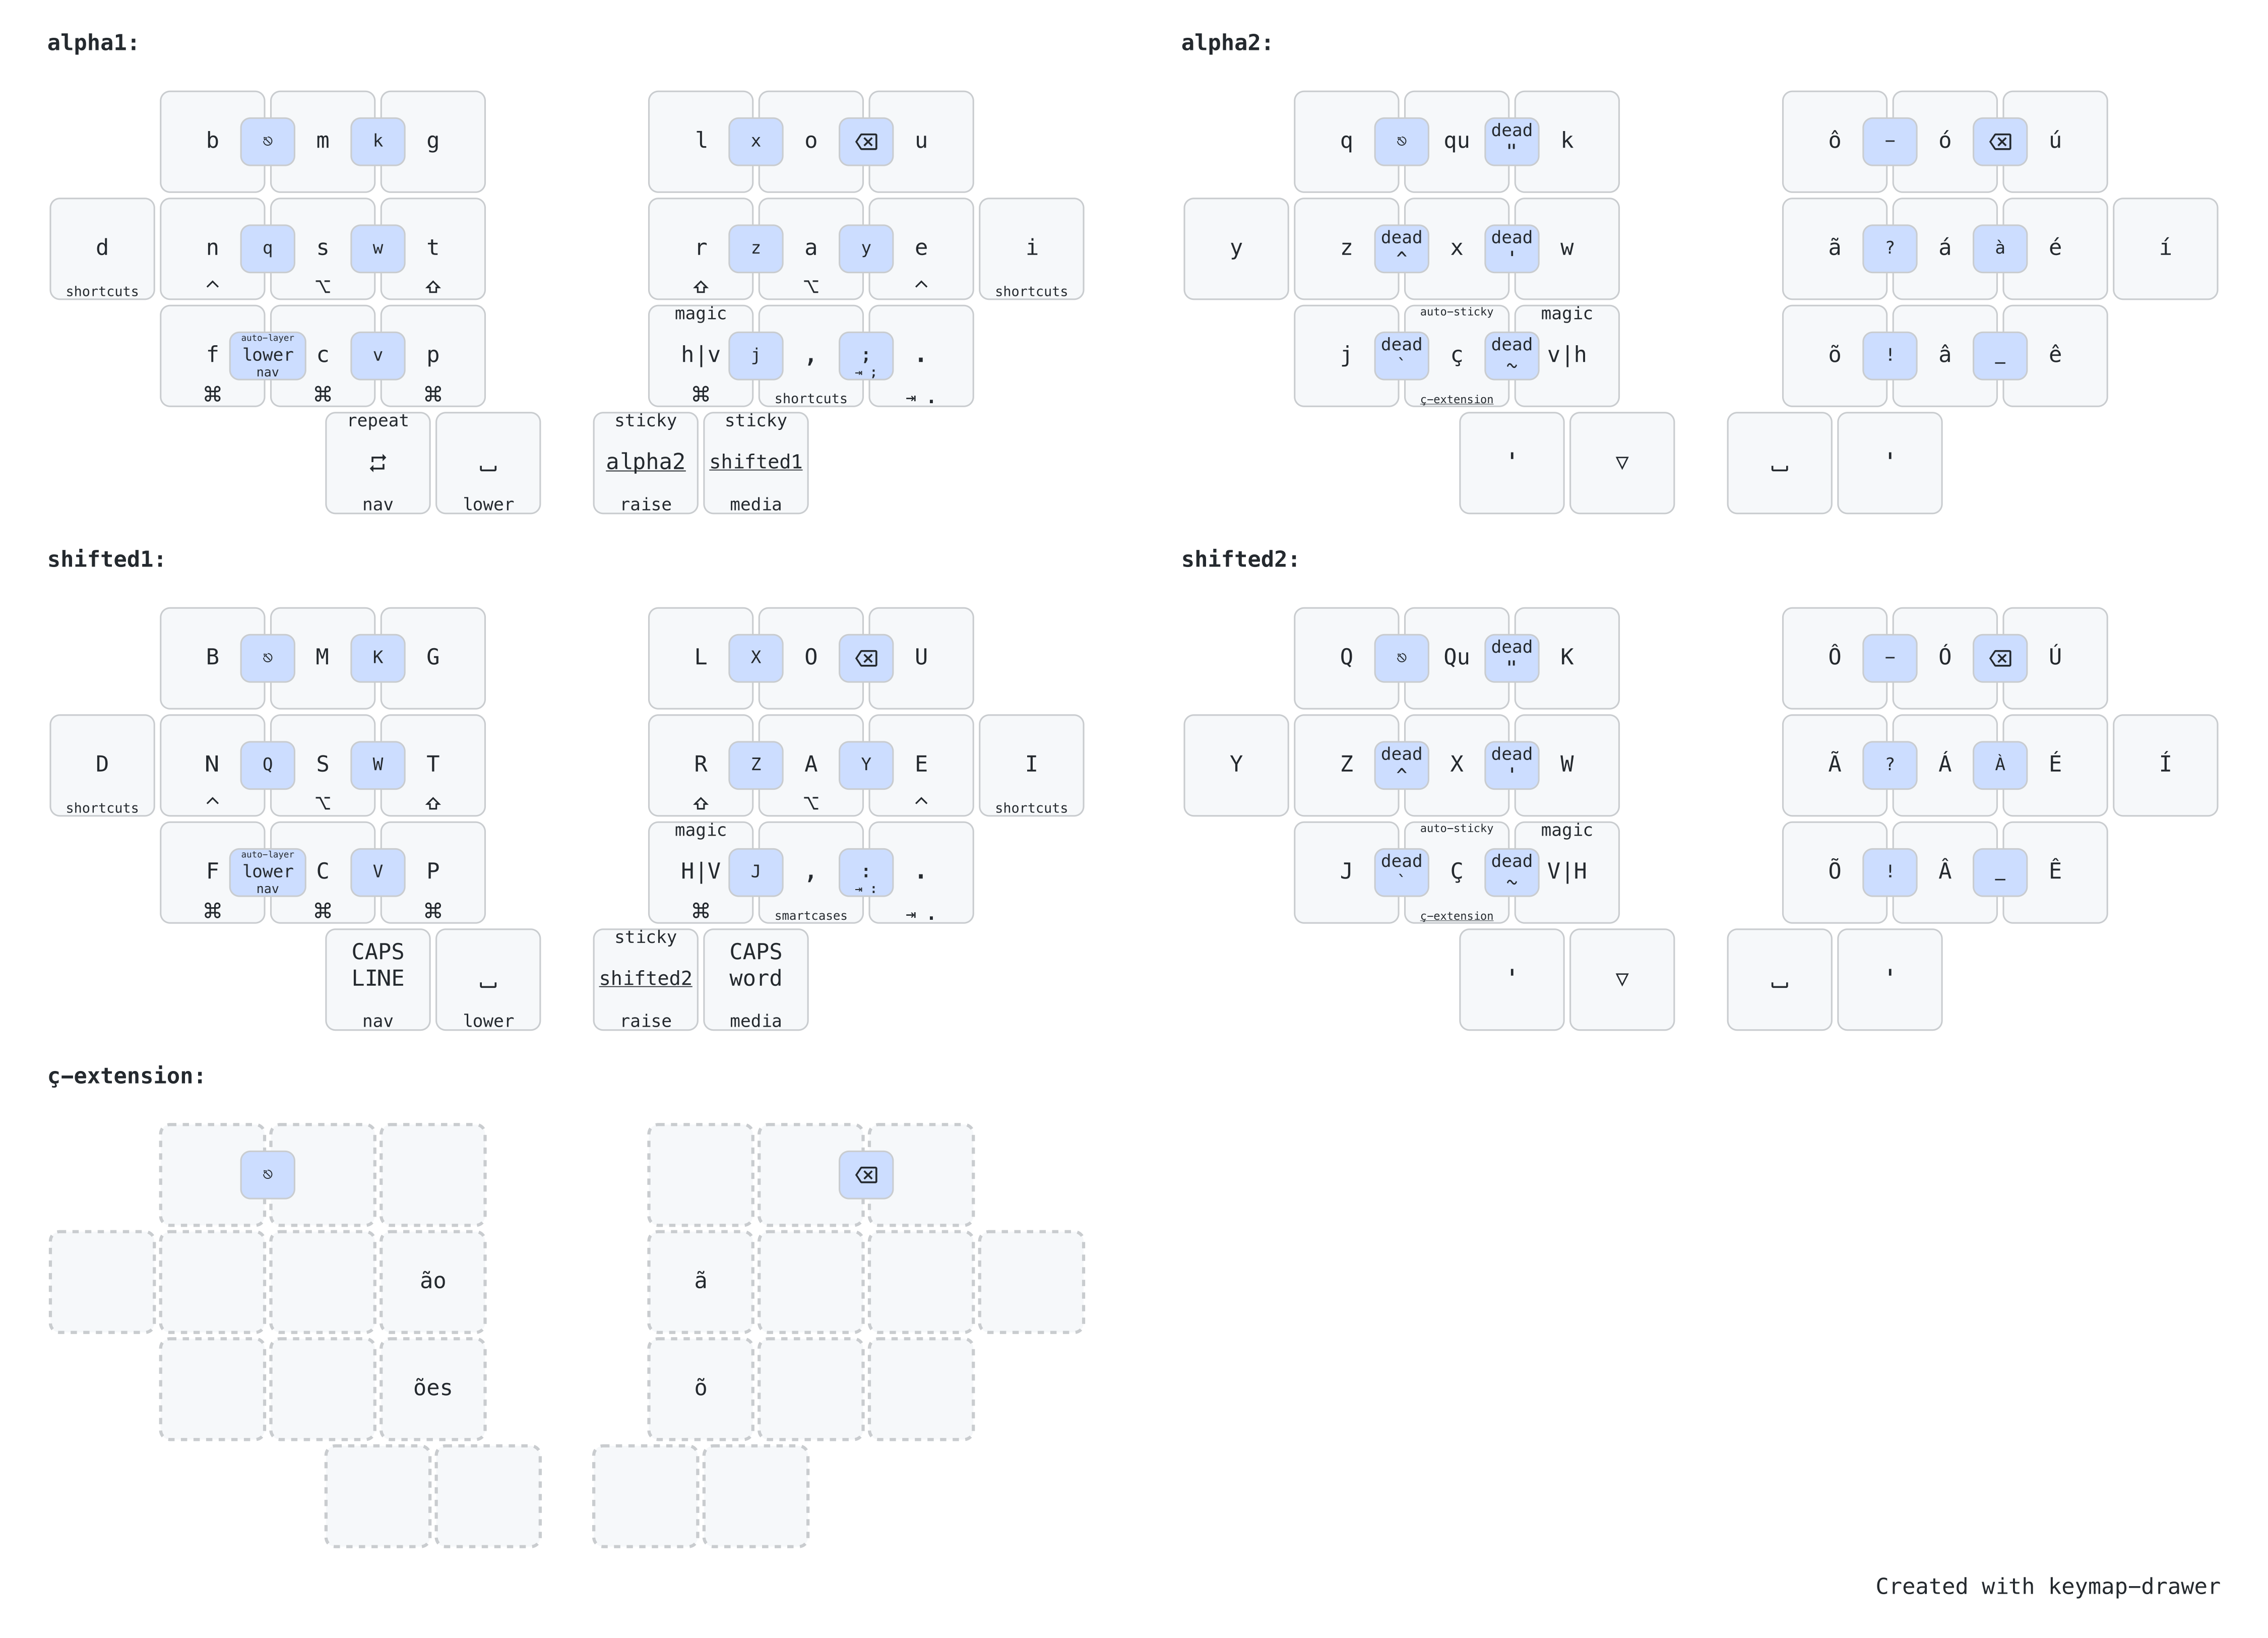 alpha1:
b ⎋ m k g l x o ⌫ u
d n q s w t r z a y e i
shortcuts ^ ⌥ ⇧ ⇧ ⌥ ^ shortcuts
auto-layer magic
f lower c v p h|v j , ; .
nav ⇥ ;
⌘ ⌘ ⌘ ⌘ shortcuts ⇥ .
repeat sticky sticky
🔁 ⎵ alpha2 shifted1
nav lower raise media
alpha2:
q ⎋ qu dead " k ô – ó ⌫ ú
y z dead ^ x dead ' w ã ? á à é í
auto-sticky magic
j dead ` ç dead ~ v|h õ ! â _ ê
ç-extension
' ▽ ⎵ '
shifted1:
B ⎋ M K G L X O ⌫ U
D N Q S W T R Z A Y E I
shortcuts ^ ⌥ ⇧ ⇧ ⌥ ^ shortcuts
auto-layer magic
F lower C V P H|V J , : .
nav ⇥ :
⌘ ⌘ ⌘ ⌘ smartcases ⇥ .
CAPS sticky CAPS
LINE ⎵ shifted2 word
nav lower raise media
shifted2:
Q ⎋ Qu dead " K Ô – Ó ⌫ Ú
Y Z dead ^ X dead ' W Ã ? Á À É Í
auto-sticky magic
J dead ` Ç dead ~ V|H Õ ! Â _ Ê
ç-extension
' ▽ ⎵ '
ç-extension:
⎋ ⌫
ão ã
ões õ
Created with keymap-drawer